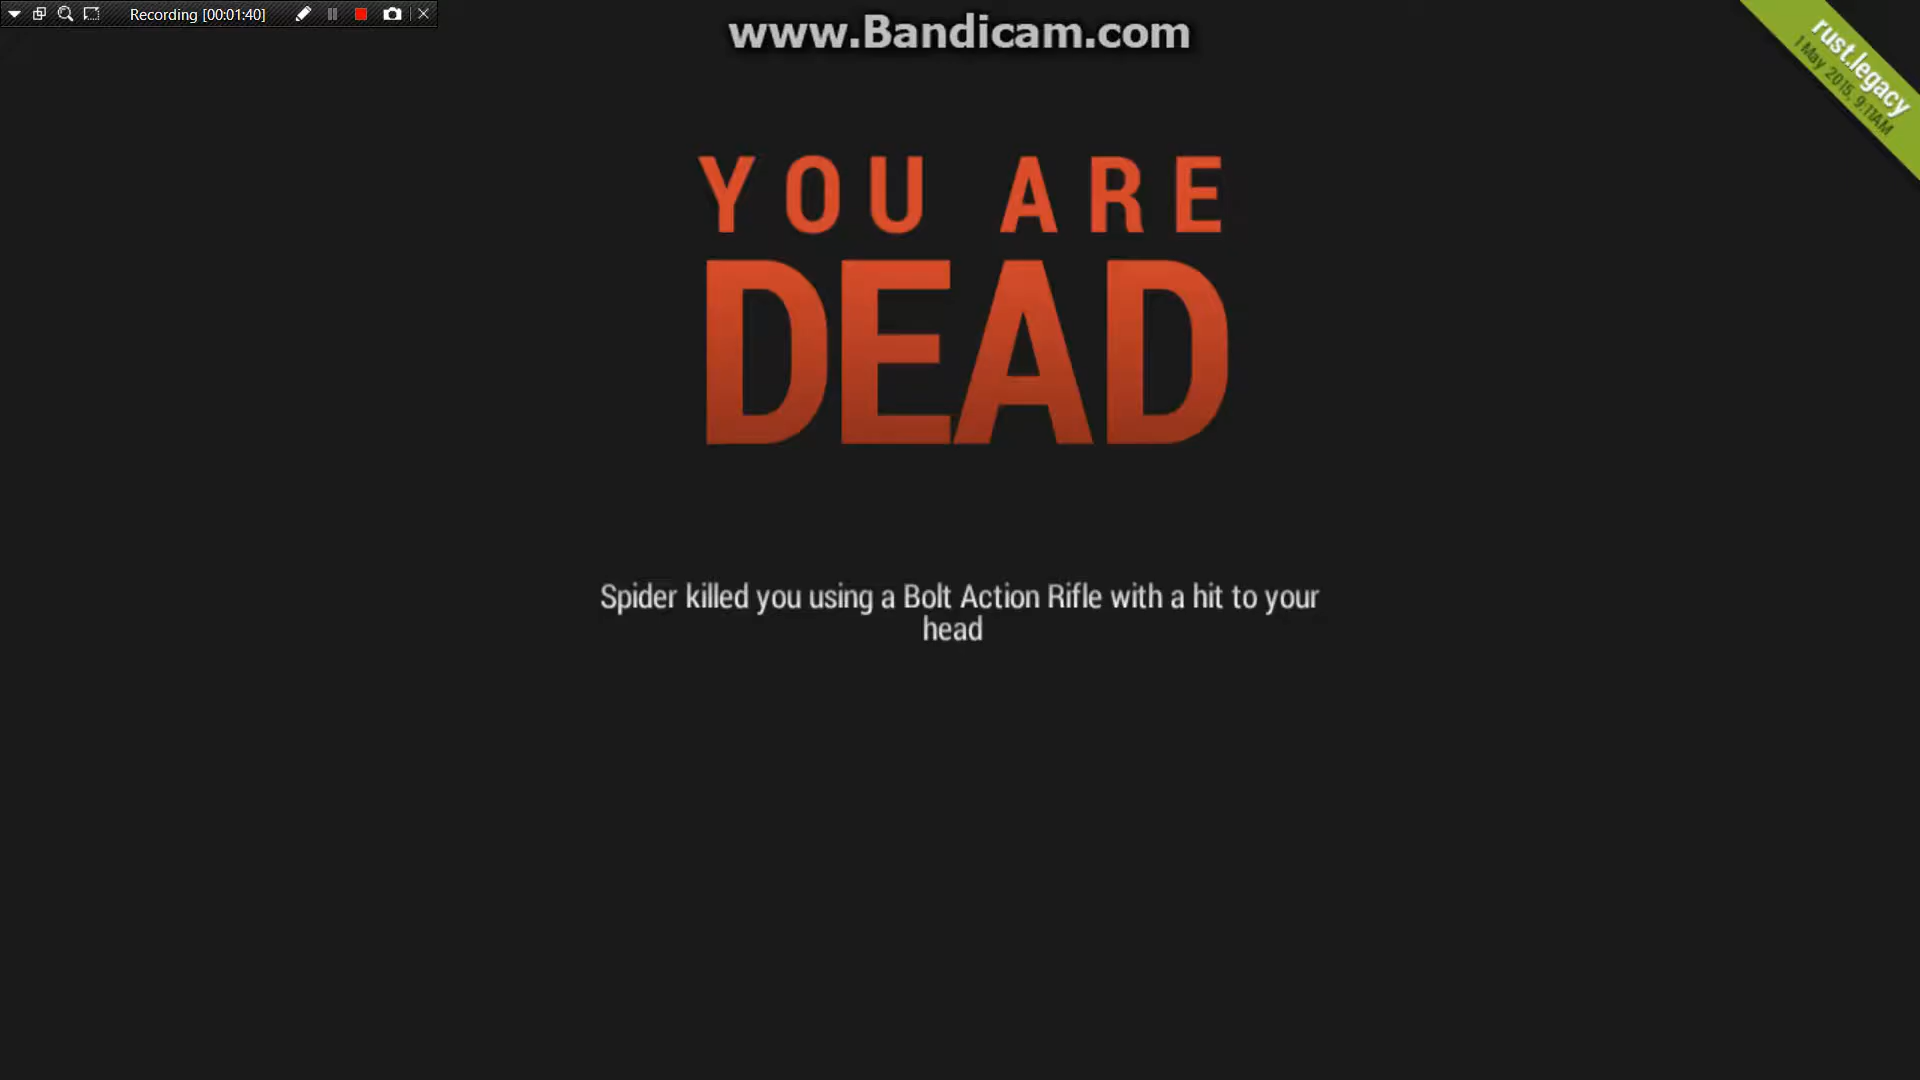 Recording [00:01:40]
www.Bandicam.com
rust.legacy
1 May 2015, 9:11AM
YOU ARE
DEAD
Spider killed you using a Bolt Action Rifle with a hit to your
head